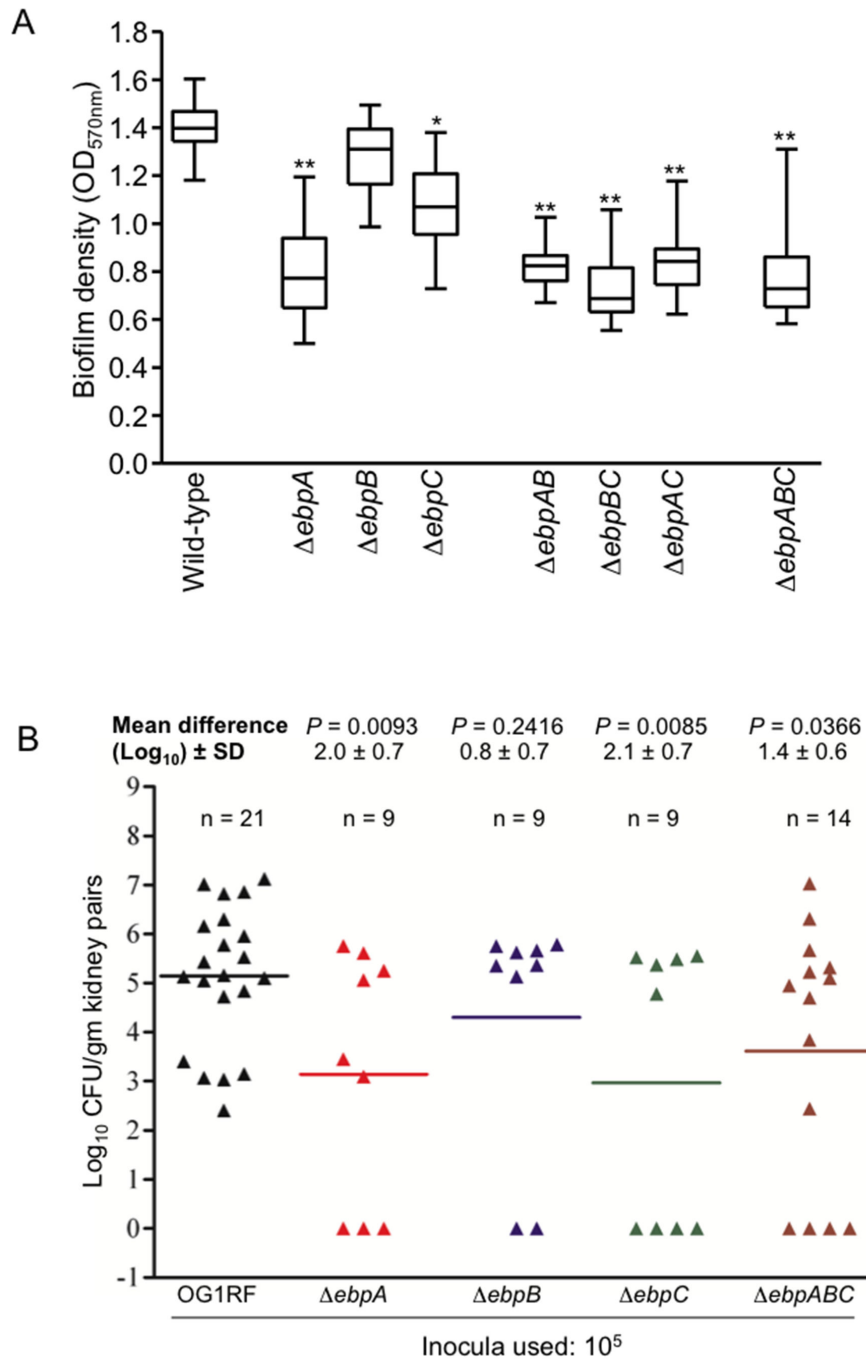 A
1.8
1.6
1.4
1.2
1.0
0.8
0.6
0.4
0.2
0.0
Biofilm density (OD570nm)
**
*
**
**
**
**
Wild-type
ΔebpA
ΔebpB
ΔebpC
ΔebpAB
ΔebpBC
ΔebpAC
ΔebpABC
B
Mean difference P = 0.0093 P = 0.2416 P = 0.0085 P = 0.0366
(Log10) ± SD 2.0 ± 0.7 0.8 ± 0.7 2.1 ± 0.7 1.4 ± 0.6
n = 21 n = 9 n = 9 n = 9 n = 14
9
8
7
6
5
4
3
2
1
0
-1
Log10 CFU/gm kidney pairs
OG1RF ΔebpA ΔebpB ΔebpC ΔebpABC
Inocula used: 10⁵